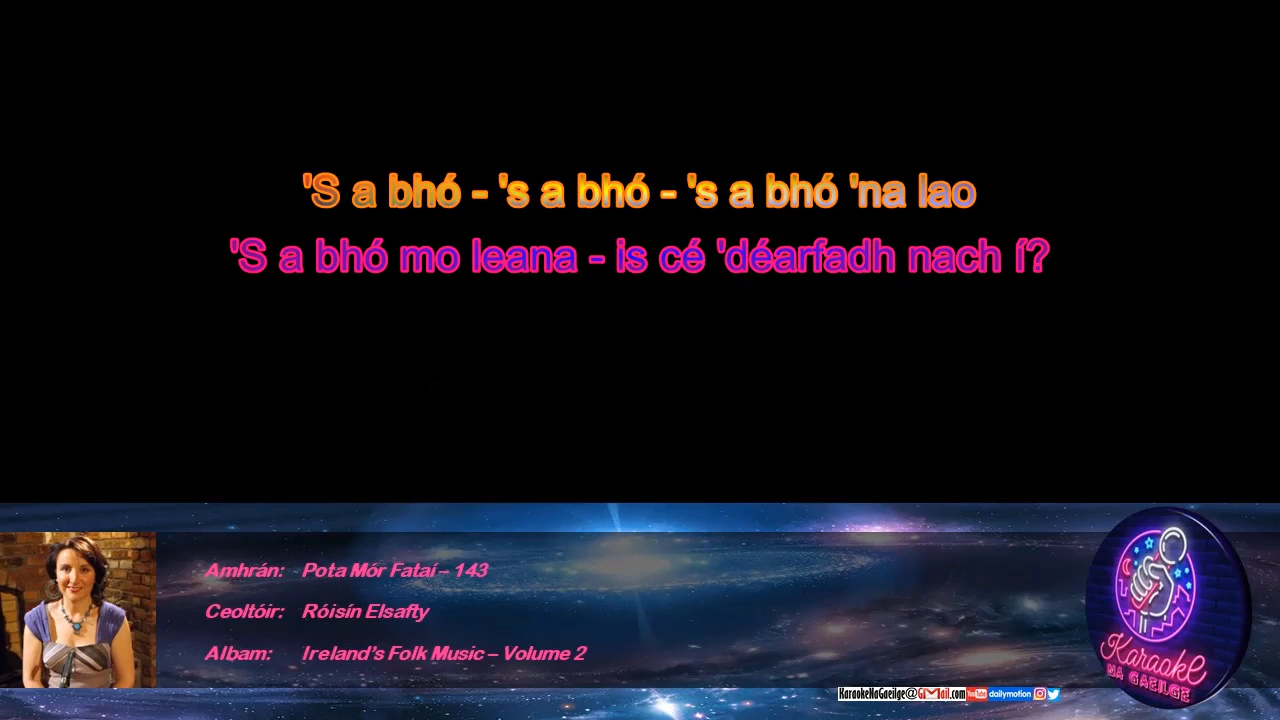 'S a bhó - 's a bhó - 's a bhó 'na lao
'S a bhó mo leana - is cé 'déarfadh nach í?
Amhrán: Pota Mór Fataí – 143
Ceoltóir: Róisín Elsafty
Albam: Ireland's Folk Music – Volume 2
Karaoke
NA GAEILGE
KaraokeNaGaeilge@GMail.com YouTube dailymotion